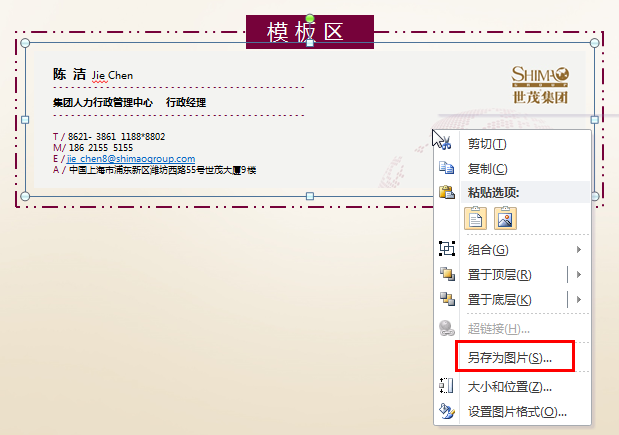 模板区
陈 洁 Jie Chen
集团人力行政管理中心 行政经理
SHIMAO
GROUP
世茂集团
T / 8621- 3861 1188*8802
M/ 186 2155 5155
E / jie_chen8@shimaogroup.com
A / 中国上海市浦东新区潍坊西路55号世茂大厦9楼
剪切(T)
复制(C)
粘贴选项:
组合(G)
置于顶层(R)
置于底层(K)
超链接(H)...
另存为图片(S)...
大小和位置(Z)...
设置图片格式(O)...